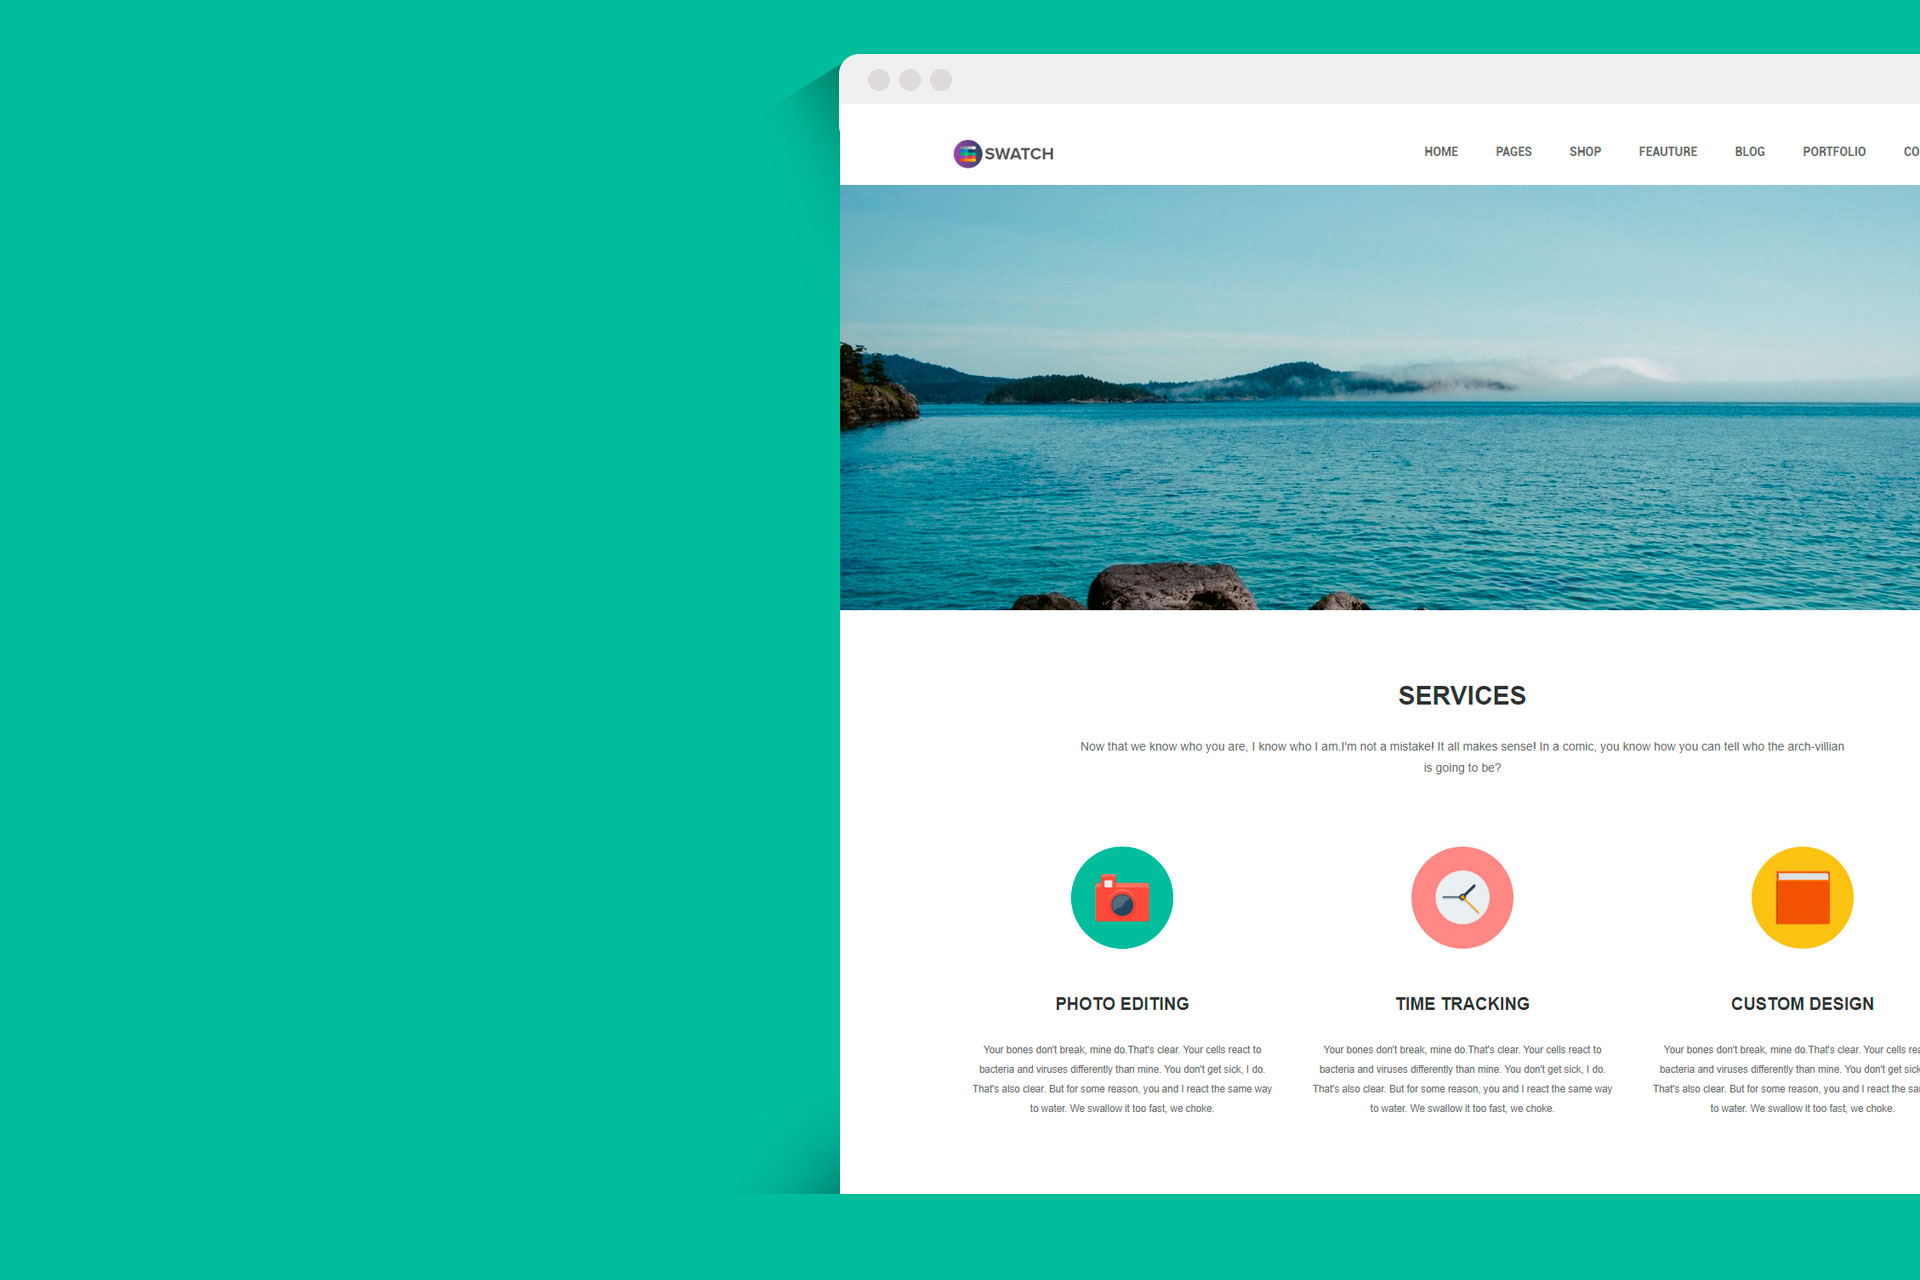 SWATCH
HOME PAGES SHOP FEAUTURE BLOG PORTFOLIO CO
SERVICES
Now that we know who you are, I know who I am.I'm not a mistake! It all makes sense! In a comic, you know how you can tell who the arch-villian
is going to be?
PHOTO EDITING
Your bones don't break, mine do.That's clear. Your cells react to
bacteria and viruses differently than mine. You don't get sick, I do.
That's also clear. But for some reason, you and I react the same way
to water. We swallow it too fast, we choke.
TIME TRACKING
Your bones don't break, mine do.That's clear. Your cells react to
bacteria and viruses differently than mine. You don't get sick, I do.
That's also clear. But for some reason, you and I react the same way
to water. We swallow it too fast, we choke.
CUSTOM DESIGN
Your bones don't break, mine do.That's clear. Your cells rea
bacteria and viruses differently than mine. You don't get sick
That's also clear. But for some reason, you and I react the sa
to water. We swallow it too fast, we choke.